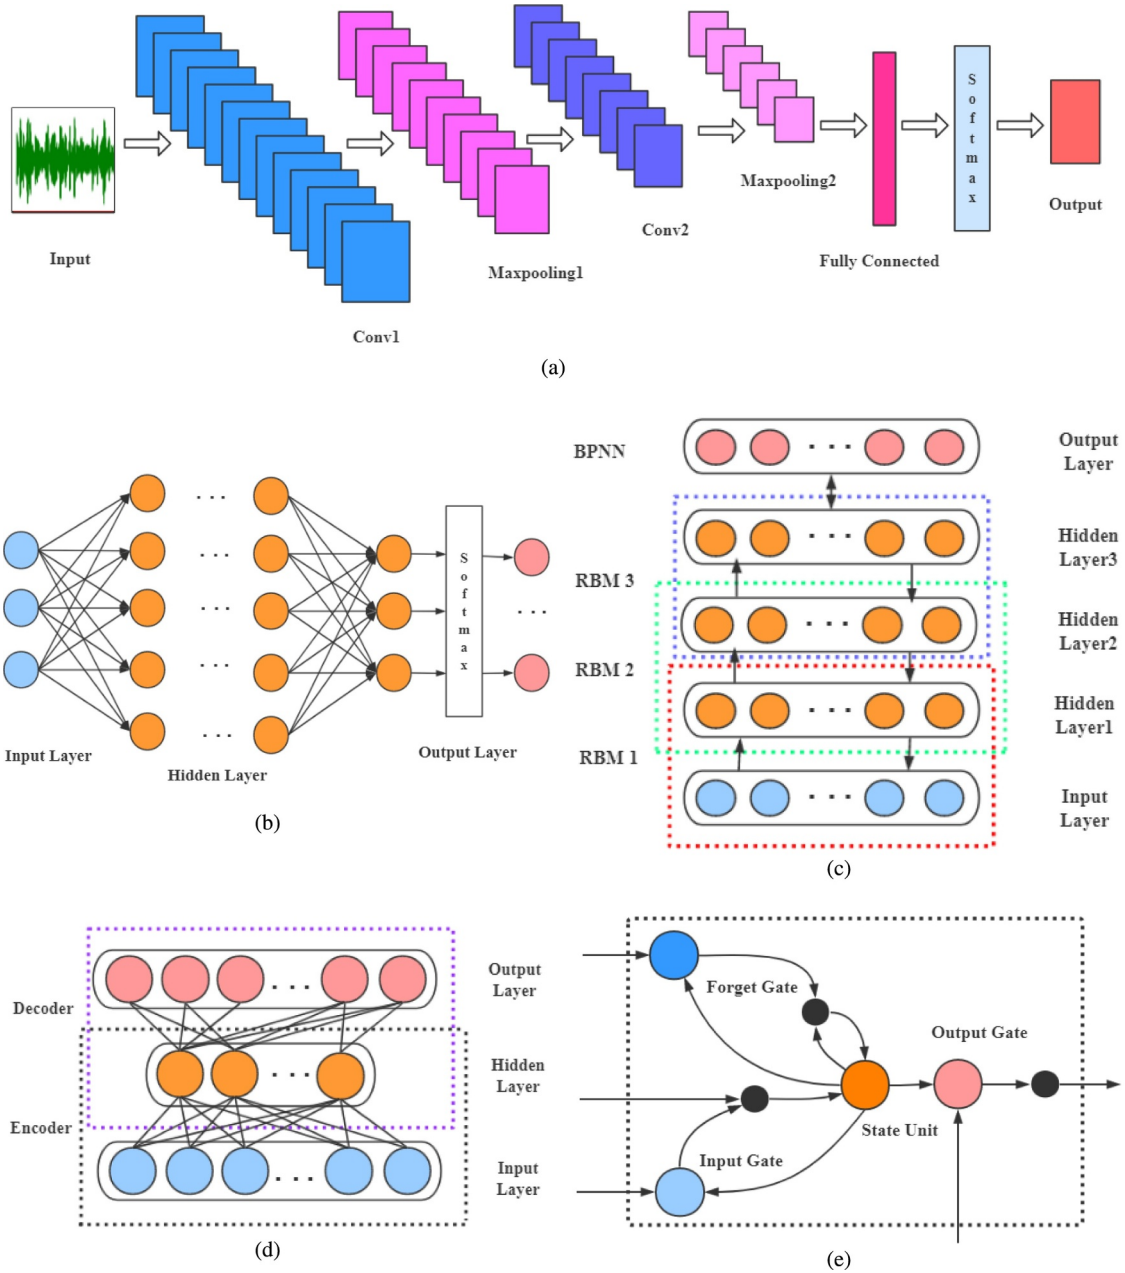 Softmax
Input
Conv1
Maxpooling1
Conv2
Maxpooling2
Fully Connected
Output
(a)
Input Layer
Hidden Layer
Softmax
Output Layer
(b)
BPNN
RBM 3
RBM 2
RBM 1
Output
Layer
Hidden
Layer3
Hidden
Layer2
Hidden
Layer1
Input
Layer
(c)
Decoder
Encoder
Output
Layer
Hidden
Layer
Input
Layer
(d)
Forget Gate
Output Gate
State Unit
Input Gate
(e)